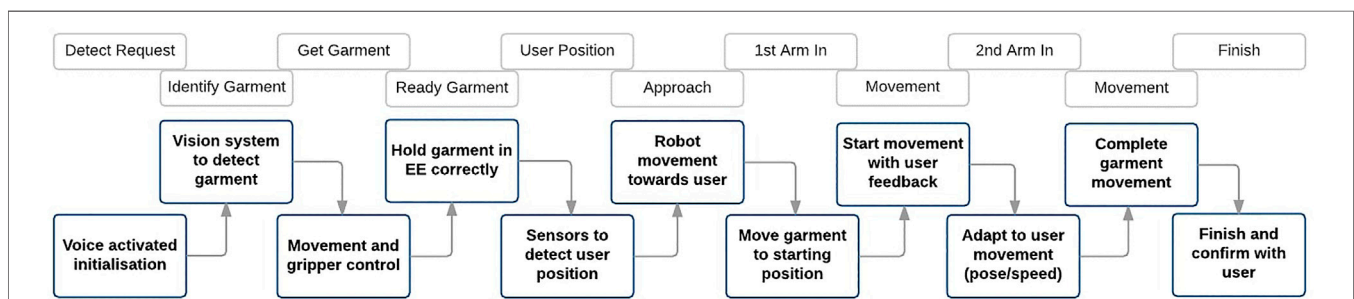 Detect Request
Get Garment
User Position
1st Arm In
2nd Arm In
Finish
Identify Garment
Ready Garment
Approach
Movement
Movement
Vision system
to detect
garment
Hold garment in
EE correctly
Robot
movement
towards user
Start movement
with user
feedback
Complete
garment
movement
Voice activated
initialisation
Movement and
gripper control
Sensors to
detect user
position
Move garment
to starting
position
Adapt to user
movement
(pose/speed)
Finish and
confirm with
user